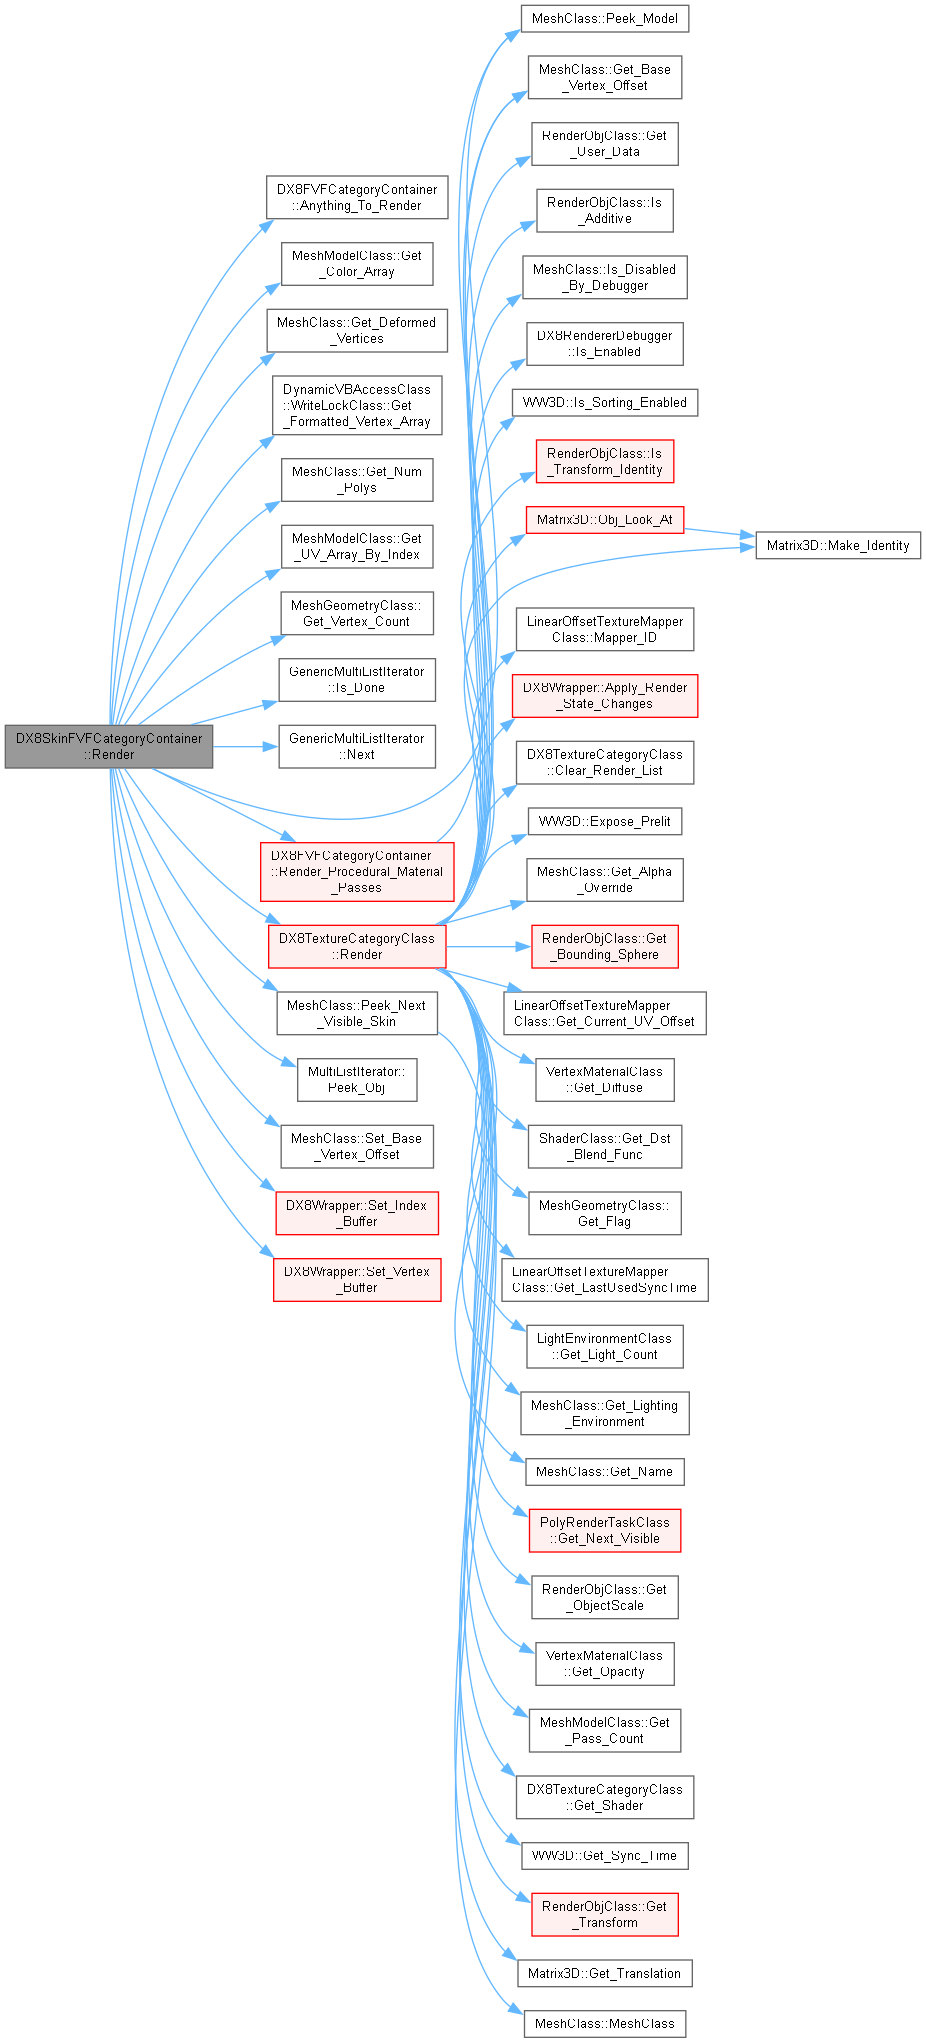 DX8SkinFVFCategoryContainer
::Render
DX8FVFCategoryContainer
::Anything_To_Render
MeshModelClass::Get
_Color_Array
MeshClass::Get_Deformed
_Vertices
DynamicVBAccessClass
::WriteLockClass::Get
_Formatted_Vertex_Array
MeshClass::Get_Num
_Polys
MeshModelClass::Get
_UV_Array_By_Index
MeshGeometryClass::
Get_Vertex_Count
GenericMultiListIterator
::Is_Done
GenericMultiListIterator
::Next
DX8FVFCategoryContainer
::Render_Procedural_Material
_Passes
DX8TextureCategoryClass
::Render
MeshClass::Peek_Next
_Visible_Skin
MultiListIterator::
Peek_Obj
MeshClass::Set_Base
_Vertex_Offset
DX8Wrapper::Set_Index
_Buffer
DX8Wrapper::Set_Vertex
_Buffer
MeshClass::Peek_Model
MeshClass::Get_Base
_Vertex_Offset
RenderObjClass::Get
_User_Data
RenderObjClass::Is
_Additive
MeshClass::Is_Disabled
_By_Debugger
DX8RendererDebugger
::Is_Enabled
WW3D::Is_Sorting_Enabled
RenderObjClass::Is
_Transform_Identity
Matrix3D::Obj_Look_At
Matrix3D::Make_Identity
LinearOffsetTextureMapper
Class::Mapper_ID
DX8Wrapper::Apply_Render
_State_Changes
DX8TextureCategoryClass
::Clear_Render_List
WW3D::Expose_Prelit
MeshClass::Get_Alpha
_Override
RenderObjClass::Get
_Bounding_Sphere
LinearOffsetTextureMapper
Class::Get_Current_UV_Offset
VertexMaterialClass
::Get_Diffuse
ShaderClass::Get_Dst
_Blend_Func
MeshGeometryClass::
Get_Flag
LinearOffsetTextureMapper
Class::Get_LastUsedSyncTime
LightEnvironmentClass
::Get_Light_Count
MeshClass::Get_Lighting
_Environment
MeshClass::Get_Name
PolyRenderTaskClass
::Get_Next_Visible
RenderObjClass::Get
_ObjectScale
VertexMaterialClass
::Get_Opacity
MeshModelClass::Get
_Pass_Count
DX8TextureCategoryClass
::Get_Shader
WW3D::Get_Sync_Time
RenderObjClass::Get
_Transform
Matrix3D::Get_Translation
MeshClass::MeshClass